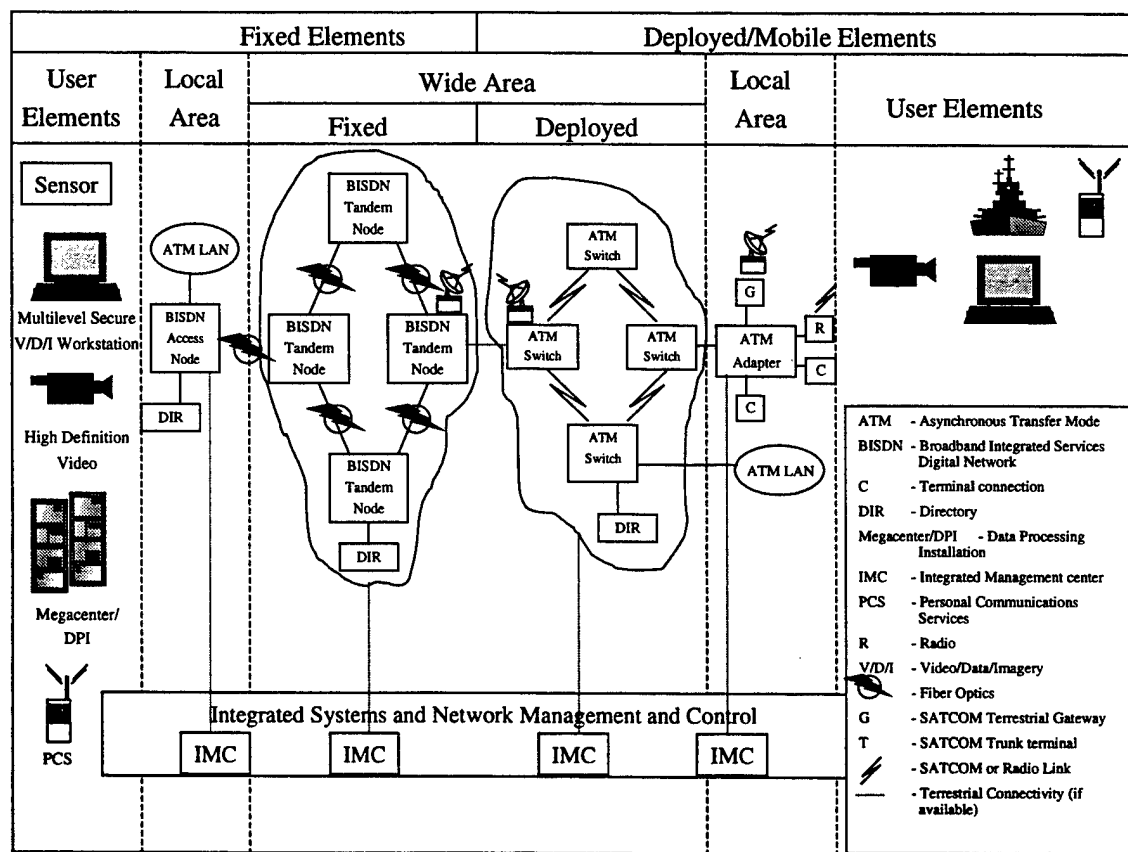 Fixed Elements
Deployed/Mobile Elements
User
Elements
Local
Area
Wide Area
Fixed
Deployed
Local
Area
User Elements
Sensor
Multilevel Secure
V/D/I Workstation
High Definition
Video
Megacenter/
DPI
PCS
ATM LAN
BISDN
Access
Node
DIR
BISDN
Tandem
Node
BISDN
Tandem
Node
BISDN
Tandem
Node
BISDN
Tandem
Node
DIR
ATM
Switch
ATM
Switch
ATM
Switch
ATM
Switch
DIR
ATM LAN
G
ATM
Adapter
R
C
C
Integrated Systems and Network Management and Control
IMC
IMC
IMC
IMC
ATM - Asynchronous Transfer Mode
BISDN - Broadband Integrated Services
Digital Network
C - Terminal connection
DIR - Directory
Megacenter/DPI - Data Processing
Installation
IMC - Integrated Management center
PCS - Personal Communications
Services
R - Radio
V/D/I - Video/Data/Imagery
- Fiber Optics
G - SATCOM Terrestrial Gateway
T - SATCOM Trunk terminal
- SATCOM or Radio Link
- Terrestrial Connectivity (if
available)